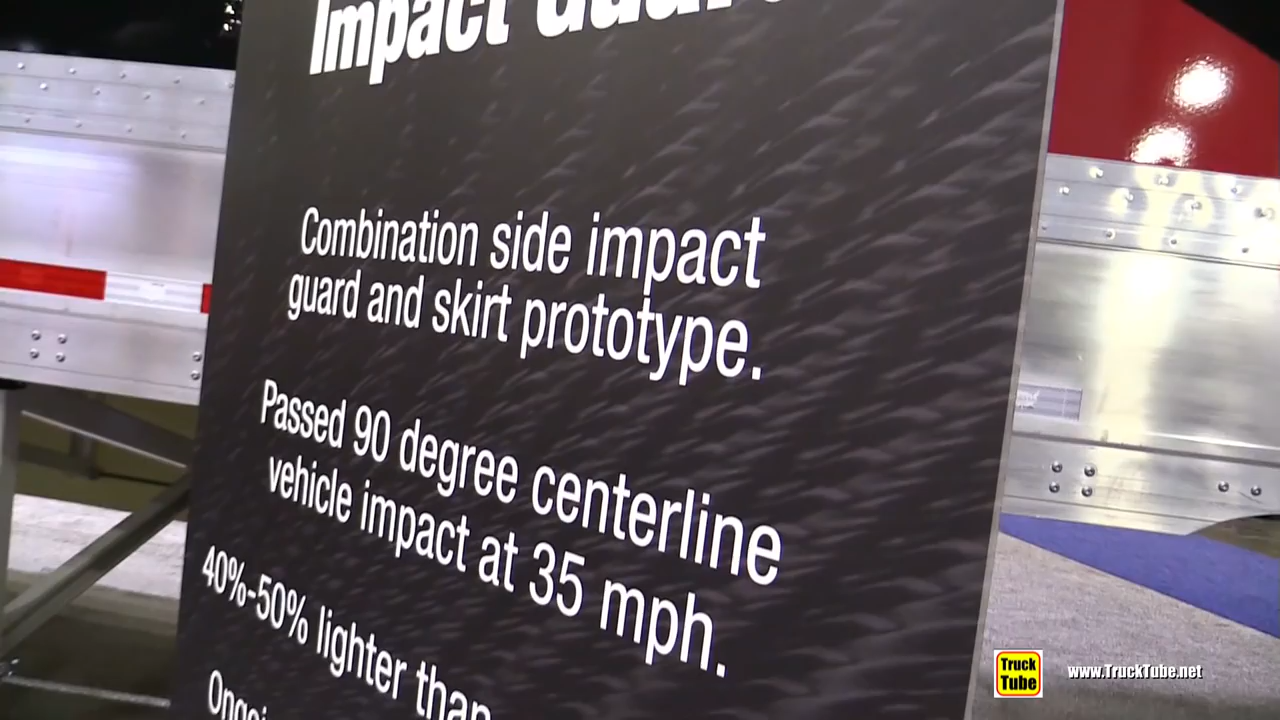 Impact
Combination side impact
guard and skirt prototype.
Passed 90 degree centerline
vehicle impact at 35 mph.
40%-50% lighter than
Truck
Tube
www.TruckTube.net